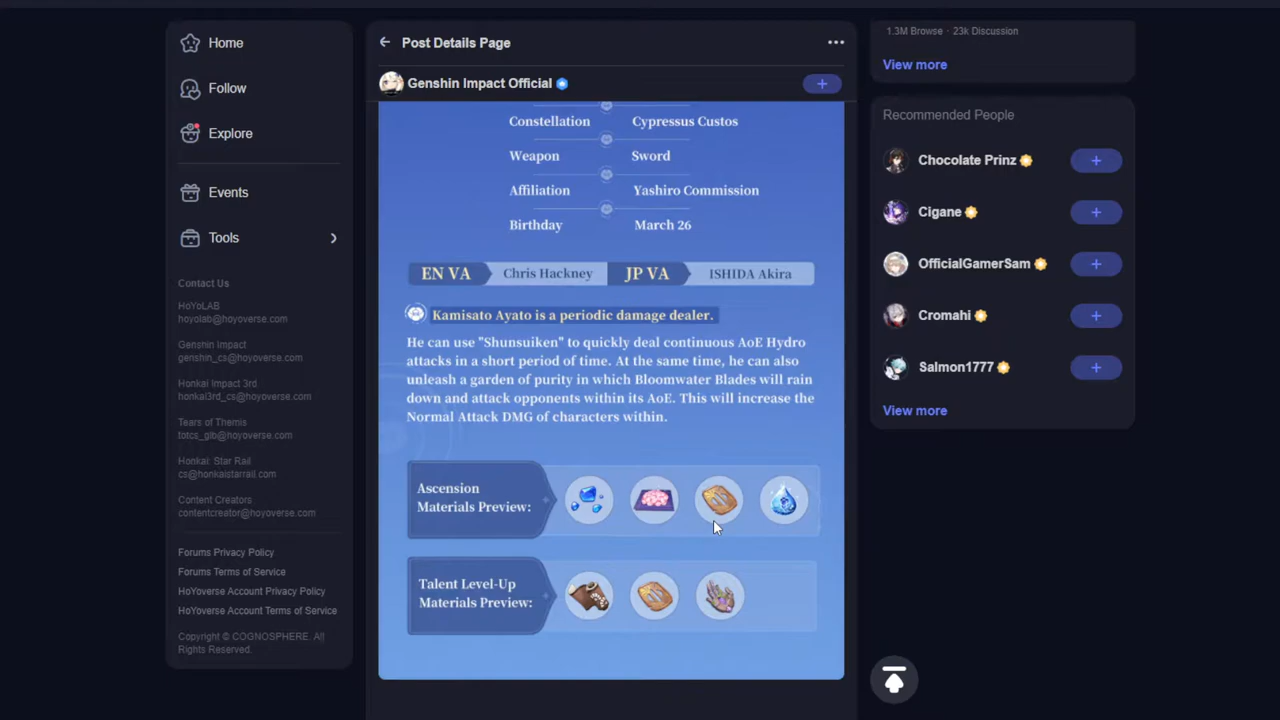 Home
Follow
Explore
Events
Tools
Contact Us
HoYoLAB
hoyolab@hoyoverse.com
Genshin Impact
genshin_cs@hoyoverse.com
Honkai Impact 3rd
honkai3rd_cs@hoyoverse.com
Tears of Themis
totcs_glb@hoyoverse.com
Honkai: Star Rail
cs@honkaistarrail.com
Content Creators
contentcreator@hoyoverse.com
Forums Privacy Policy
Forums Terms of Service
HoYoverse Account Privacy Policy
HoYoverse Account Terms of Service
Copyright © COGNOSPHERE. All
Rights Reserved.
Post Details Page
Genshin Impact Official
Constellation Cypressus Custos
Weapon Sword
Affiliation Yashiro Commission
Birthday March 26
EN VA Chris Hackney JP VA ISHIDA Akira
Kamisato Ayato is a periodic damage dealer.
He can use "Shunsuiken" to quickly deal continuous AoE Hydro
attacks in a short period of time. At the same time, he can also
unleash a garden of purity in which Bloomwater Blades will rain
down and attack opponents within its AoE. This will increase the
Normal Attack DMG of characters within.
Ascension
Materials Preview:
Talent Level-Up
Materials Preview:
1.3M Browse · 23k Discussion
View more
Recommended People
Chocolate Prinz
Cigane
OfficialGamerSam
Cromahi
Salmon1777
View more